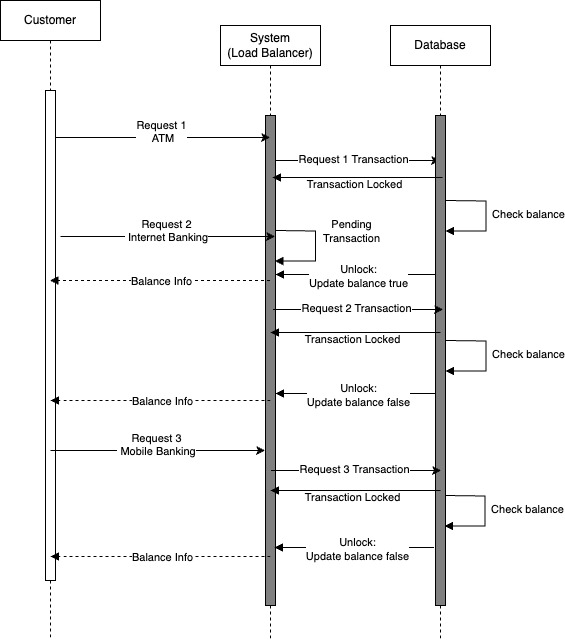 Customer
System
(Load Balancer)
Database
Request 1
ATM
Request 1 Transaction
Transaction Locked
Check balance
Request 2
Internet Banking
Pending
Transaction
Unlock:
Update balance true
Balance Info
Request 2 Transaction
Transaction Locked
Check balance
Unlock:
Update balance false
Balance Info
Request 3
Mobile Banking
Request 3 Transaction
Transaction Locked
Check balance
Unlock:
Update balance false
Balance Info